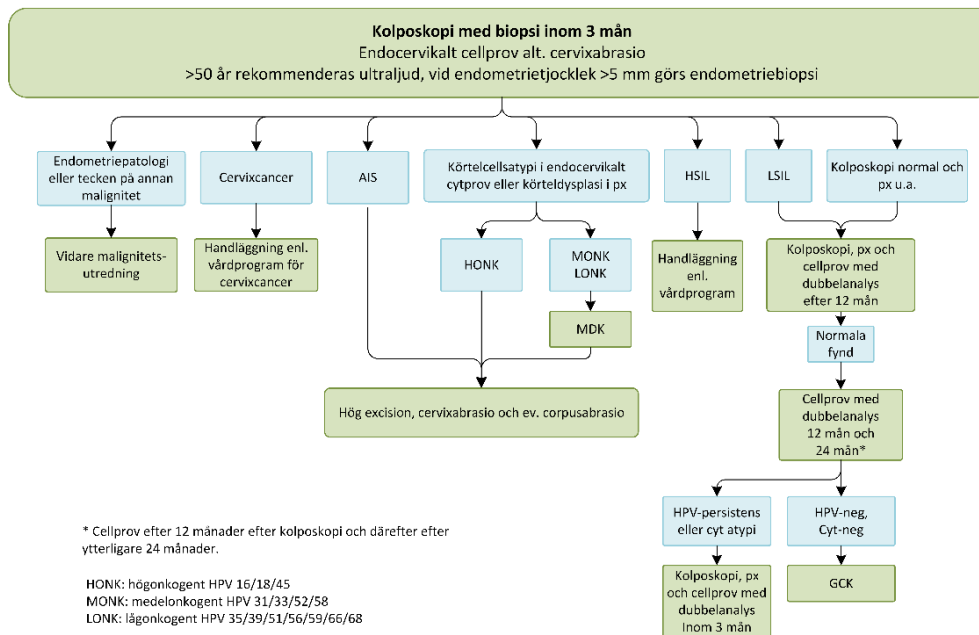 Kolposkopi med biopsi inom 3 mån
Endocervikalt cellprov alt. cervixabrasio
>50 år rekommenderas ultraljud, vid endometrietjocklek >5 mm görs endometriebiopsi
Endometriepatologi
eller tecken på annan
malignitet
Cervixcancer
AIS
Körtelcellsatypi i endocervikalt
cytprov eller körteldysplasi i px
HSIL
LSIL
Kolposkopi normal och
px u.a.
Vidare malignitets-
utredning
Handläggning enl.
vårdprogram för
cervixcancer
HONK
MONK
LONK
Handläggning
enl.
vårdprogram
Kolposkopi, px och
cellprov med
dubbelanalys
efter 12 mån
MDK
Normala
fynd
Hög excision, cervixabrasio och ev. corpusabrasio
Cellprov med
dubbelanalys
12 mån och
24 mån*
HPV-persistens
eller cyt atypi
HPV-neg,
Cyt-neg
Kolposkopi, px
och cellprov med
dubbelanalys
Inom 3 mån
GCK
* Cellprov efter 12 månader efter kolposkopi och därefter efter
ytterligare 24 månader.
HONK: högonkogent HPV 16/18/45
MONK: medelonkogent HPV 31/33/52/58
LONK: lågonkogent HPV 35/39/51/56/59/66/68